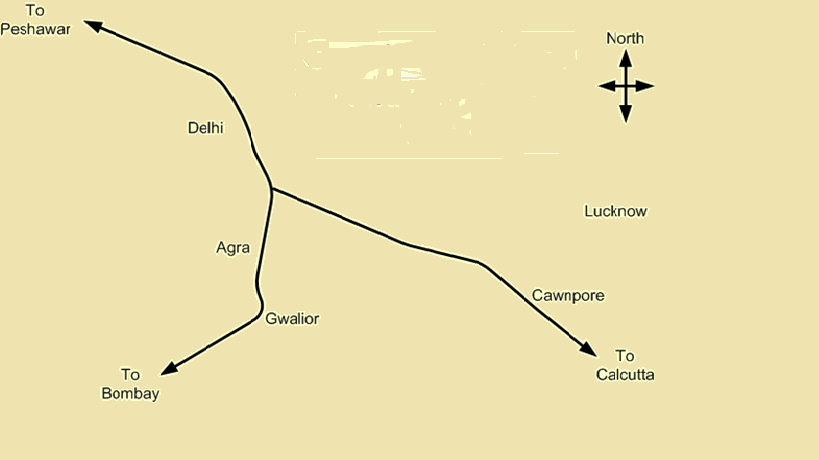 To
Peshawar
North
Delhi
Lucknow
Agra
Cawnpore
Gwalior
To
Calcutta
To
Bombay